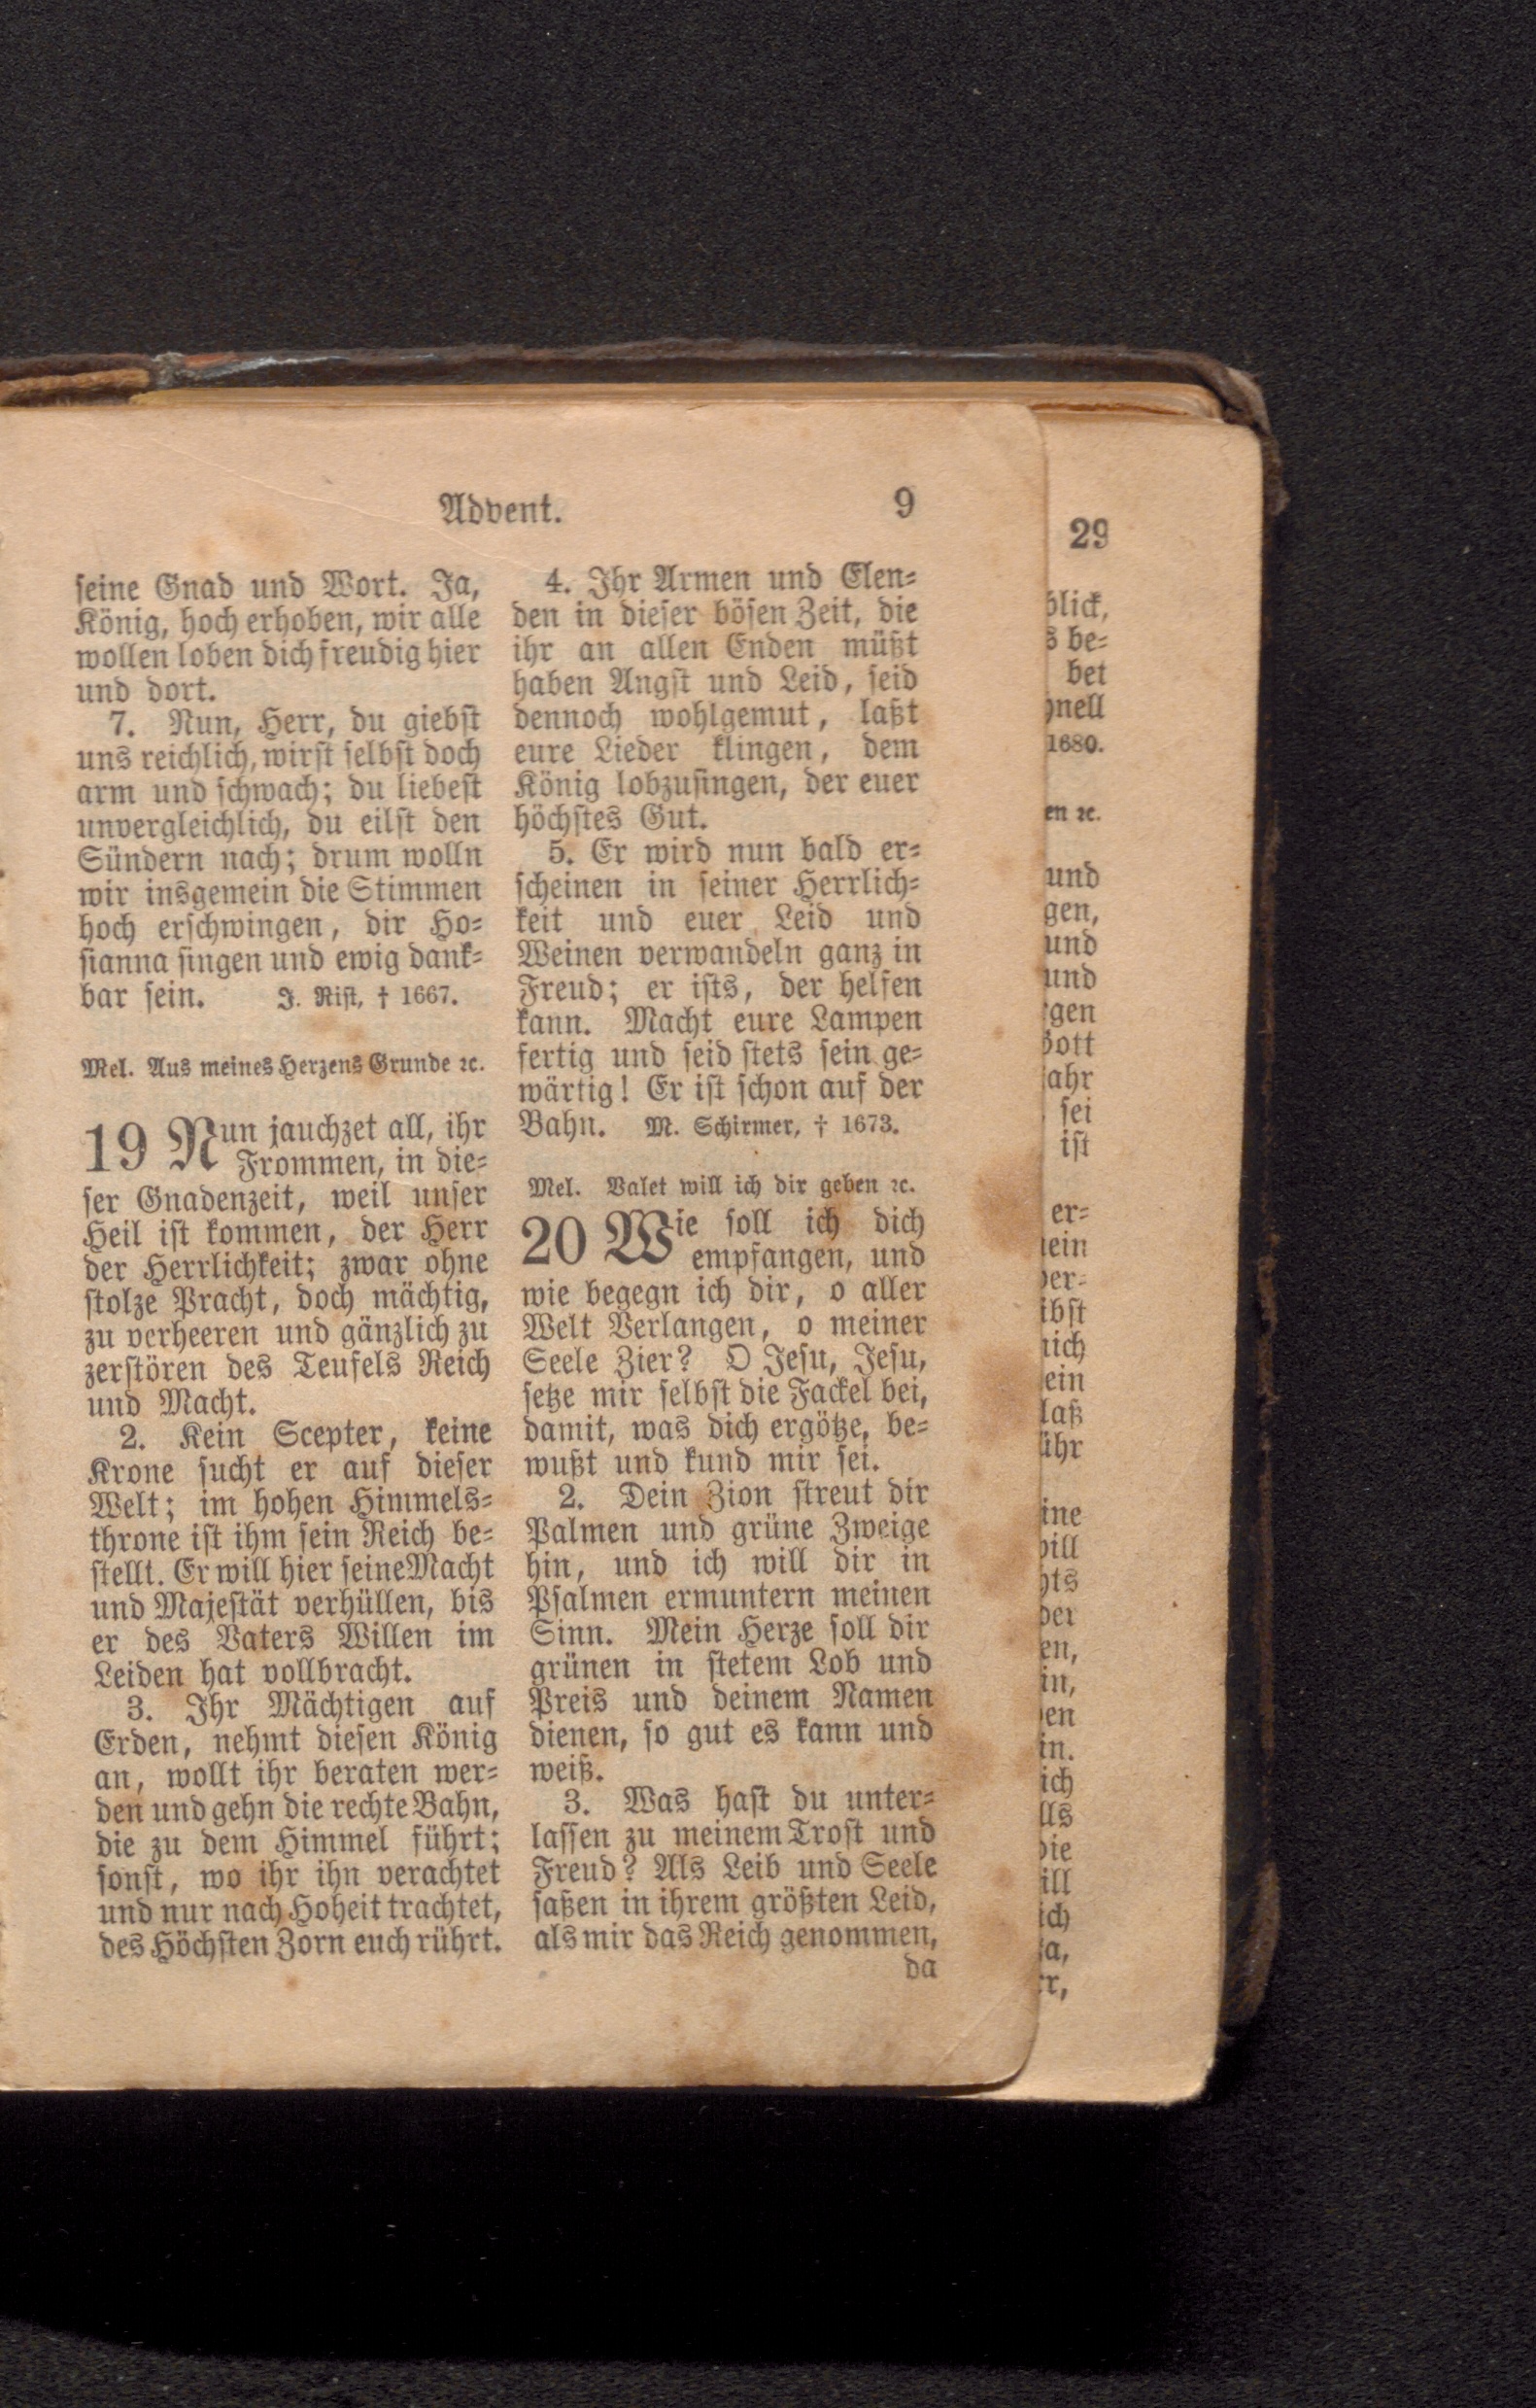 Advent. 9
seine Gnad und Wort. Ja,
König, hoch erhoben, wir alle
wollen loben dich freudig hier
und dort.
7. Nun, Herr, du giebst
uns reichlich, wirst selbst doch
arm und schwach; du liebest
unvergleichlich, du eilst den
Sündern nach; drum wolln
wir insgemein die Stimmen
hoch erschwingen, dir Ho-
sianna singen und ewig dank-
bar sein. J. Rist, † 1667.
Mel. Aus meines Herzens Grunde ꝛc.
19 Nun jauchzet all, ihr
Frommen, in die-
ser Gnadenzeit, weil unser
Heil ist kommen, der Herr
der Herrlichkeit; zwar ohne
stolze Pracht, doch mächtig,
zu verheeren und gänzlich zu
zerstören des Teufels Reich
und Macht.
2. Kein Scepter, keine
Krone sucht er auf dieser
Welt; im hohen Himmels-
throne ist ihm sein Reich be-
stellt. Er will hier seine Macht
und Majestät verhüllen, bis
er des Vaters Willen im
Leiden hat vollbracht.
3. Ihr Mächtigen auf
Erden, nehmt diesen König
an, wollt ihr beraten wer-
den und gehn die rechte Bahn,
die zu dem Himmel führt;
sonst, wo ihr ihn verachtet
und nur nach Hoheit trachtet,
des Höchsten Zorn euch rührt.
4. Ihr Armen und Elen-
den in dieser bösen Zeit, die
ihr an allen Enden müßt
haben Angst und Leid, seid
dennoch wohlgemut, laßt
eure Lieder klingen, dem
König lobzusingen, der euer
höchstes Gut.
5. Er wird nun bald er-
scheinen in seiner Herrlich-
keit und euer Leid und
Weinen verwandeln ganz in
Freud; er ists, der helfen
kann. Macht eure Lampen
fertig und seid stets sein ge-
wärtig! Er ist schon auf der
Bahn. M. Schirmer, † 1673.
Mel. Valet will ich dir geben ꝛc.
20 Wie soll ich dich
empfangen, und
wie begegn ich dir, o aller
Welt Verlangen, o meiner
Seele Zier? O Jesu, Jesu,
setze mir selbst die Fackel bei,
damit, was dich ergötze, be-
wußt und kund mir sei.
2. Dein Zion streut dir
Palmen und grüne Zweige
hin, und ich will dir in
Psalmen ermuntern meinen
Sinn. Mein Herze soll dir
grünen in stetem Lob und
Preis und deinem Namen
dienen, so gut es kann und
weiß.
3. Was hast du unter-
lassen zu meinem Trost und
Freud? Als Leib und Seele
saßen in ihrem größten Leid,
als mir das Reich genommen,
da
29
be-
bet
1680.
ꝛc.
und
und
und
sei
ist
er-